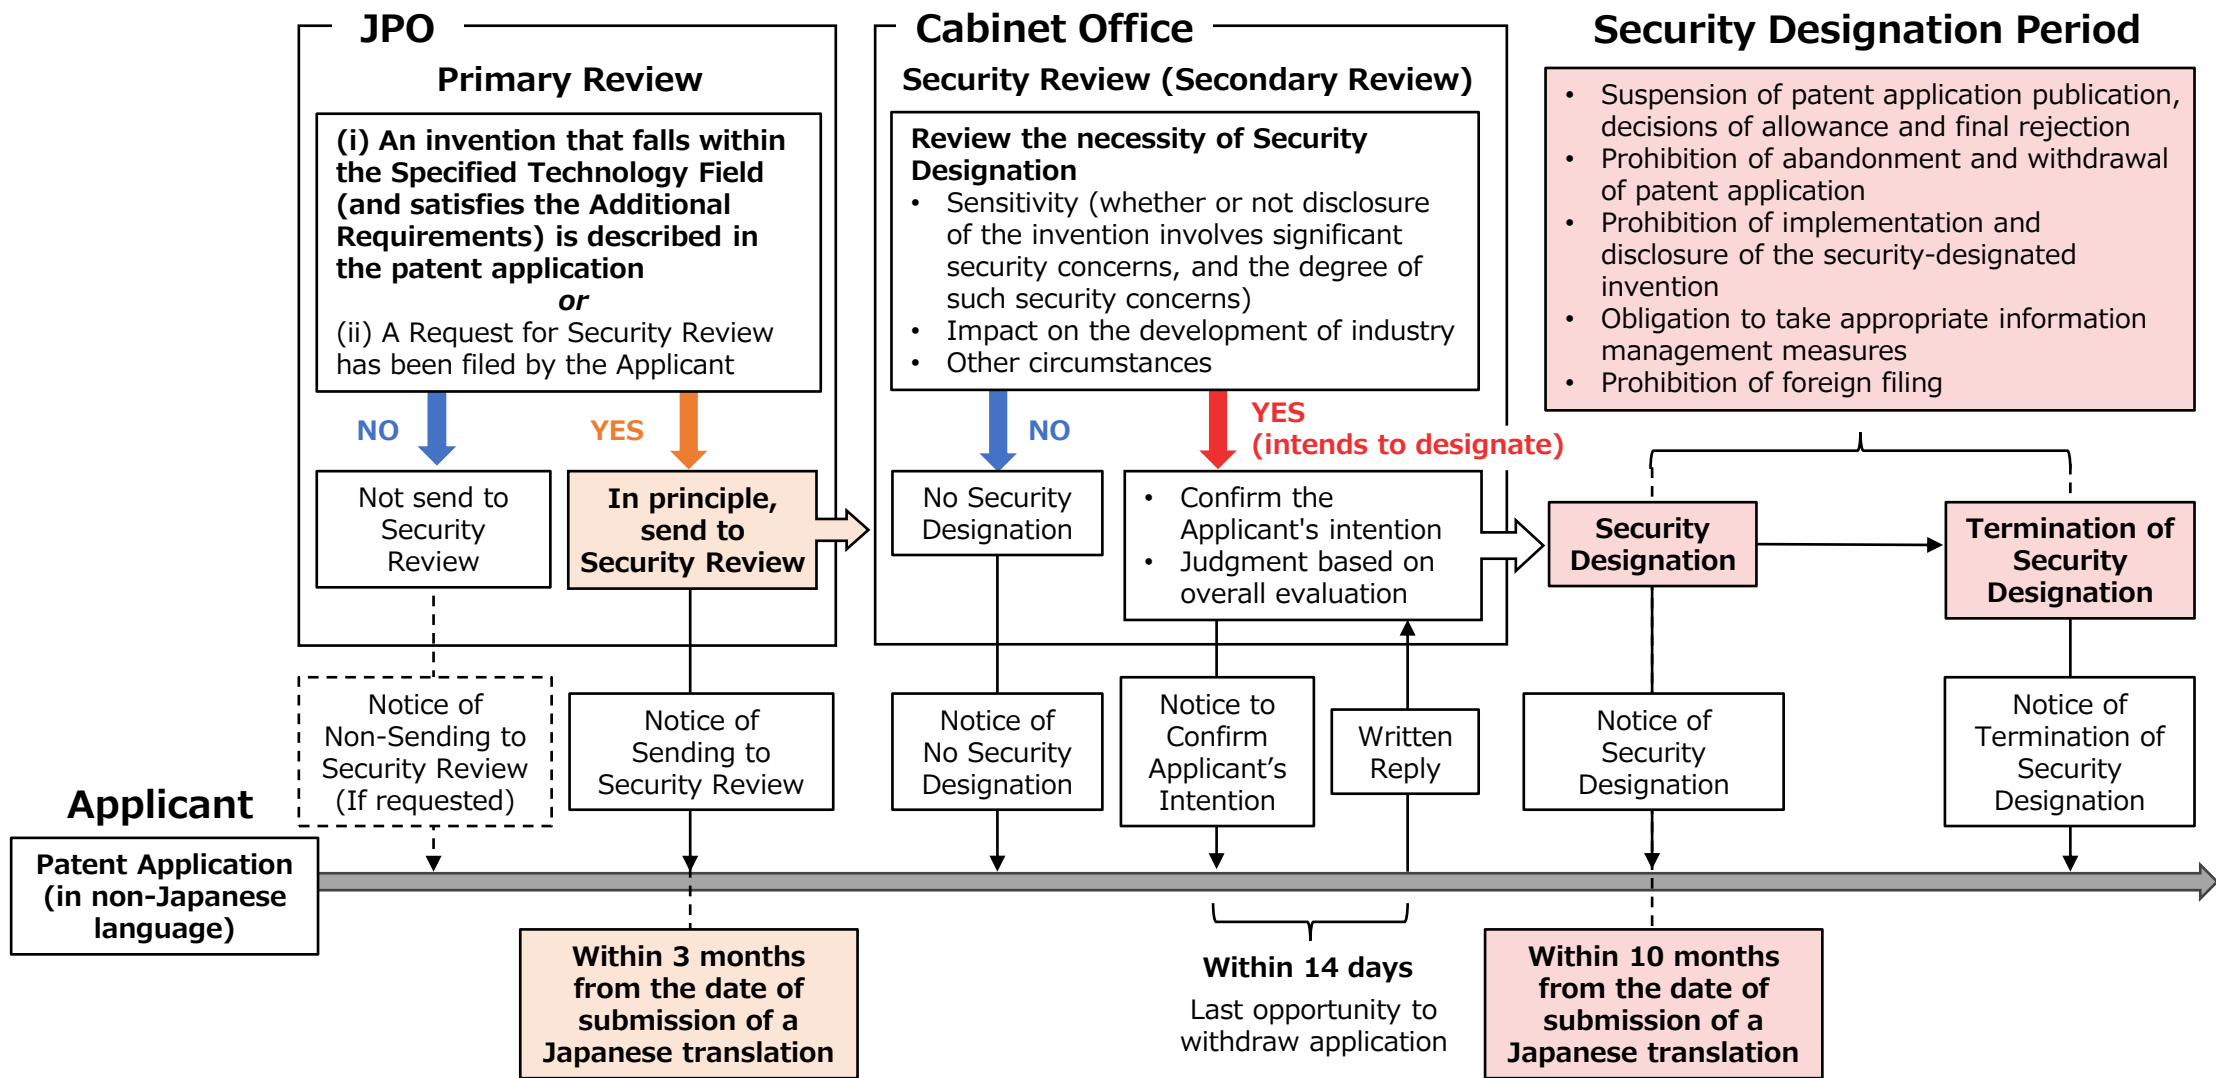 JPO
Primary Review
(i) An invention that falls within
the Specified Technology Field
(and satisfies the Additional
Requirements) is described in
the patent application
or
(ii) A Request for Security Review
has been filed by the Applicant
NO
YES
Not send to
Security
Review
In principle,
send to
Security Review
Cabinet Office
Security Review (Secondary Review)
Review the necessity of Security
Designation
• Sensitivity (whether or not disclosure
of the invention involves significant
security concerns, and the degree of
such security concerns)
• Impact on the development of industry
• Other circumstances
NO
YES
(intends to designate)
No Security
Designation
• Confirm the
Applicant's intention
• Judgment based on
overall evaluation
Security Designation Period
• Suspension of patent application publication,
decisions of allowance and final rejection
• Prohibition of abandonment and withdrawal
of patent application
• Prohibition of implementation and
disclosure of the security-designated
invention
• Obligation to take appropriate information
management measures
• Prohibition of foreign filing
Security
Designation
Termination of
Security
Designation
Notice of
Non-Sending to
Security Review
(If requested)
Notice of
Sending to
Security Review
Notice of
No Security
Designation
Notice to
Confirm
Applicant’s
Intention
Written
Reply
Notice of
Security
Designation
Notice of
Termination of
Security
Designation
Applicant
Patent Application
(in non-Japanese
language)
Within 3 months
from the date of
submission of a
Japanese translation
Within 14 days
Last opportunity to
withdraw application
Within 10 months
from the date of
submission of a
Japanese translation